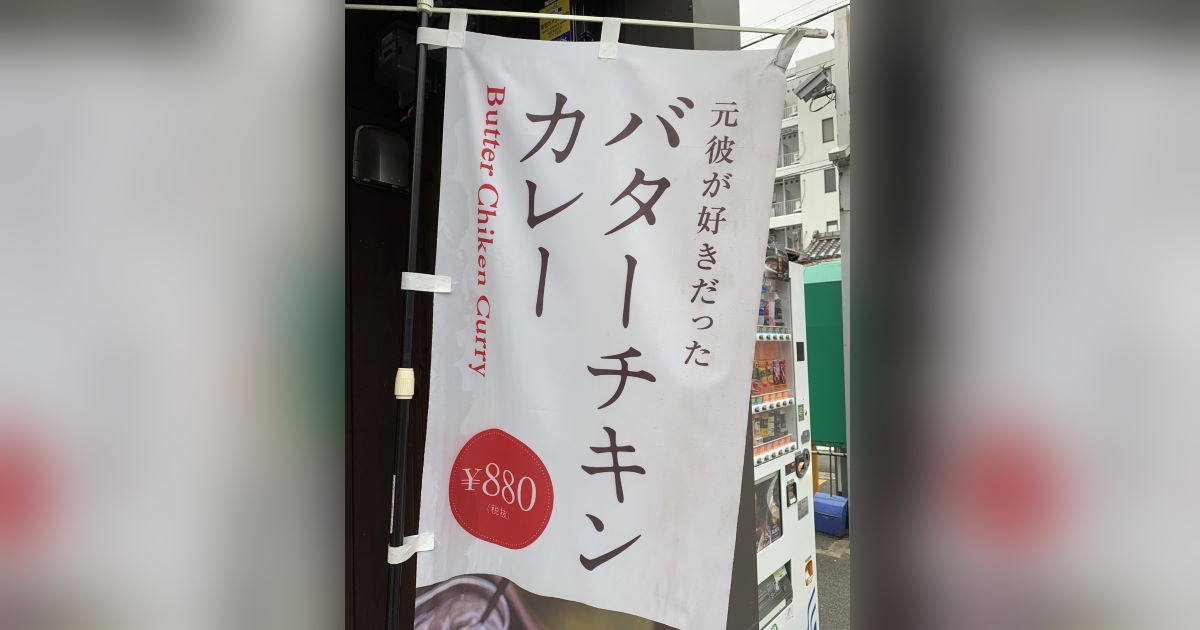 元彼が好きだった
バターチキン
カレー
Butter Chiken Curry
¥880
(税抜)